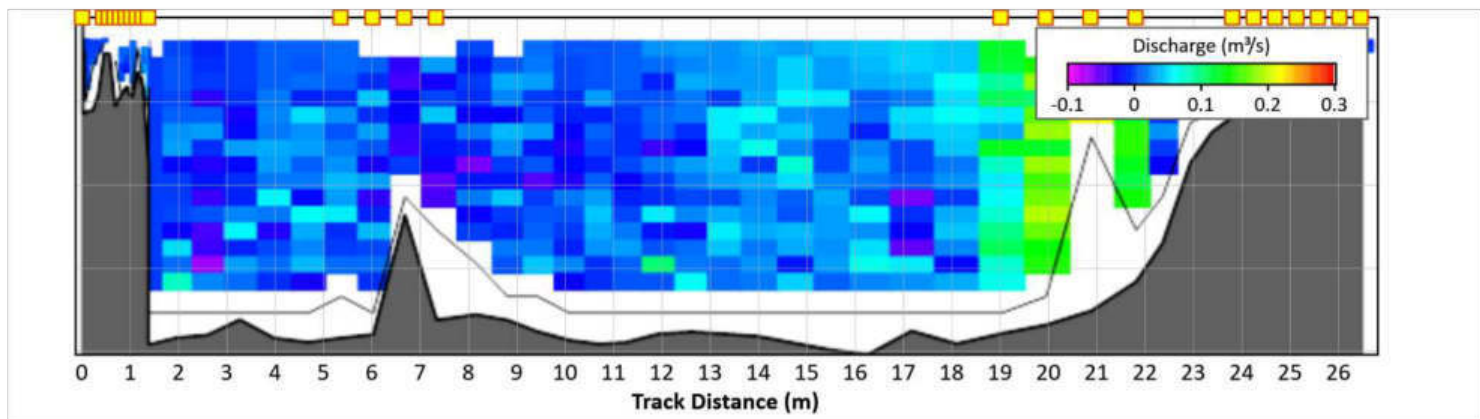 Discharge (m³/s)
-0.1 0 0.1 0.2 0.3
0 1 2 3 4 5 6 7 8 9 10 11 12 13 14 15 16 17 18 19 20 21 22 23 24 25 26
Track Distance (m)